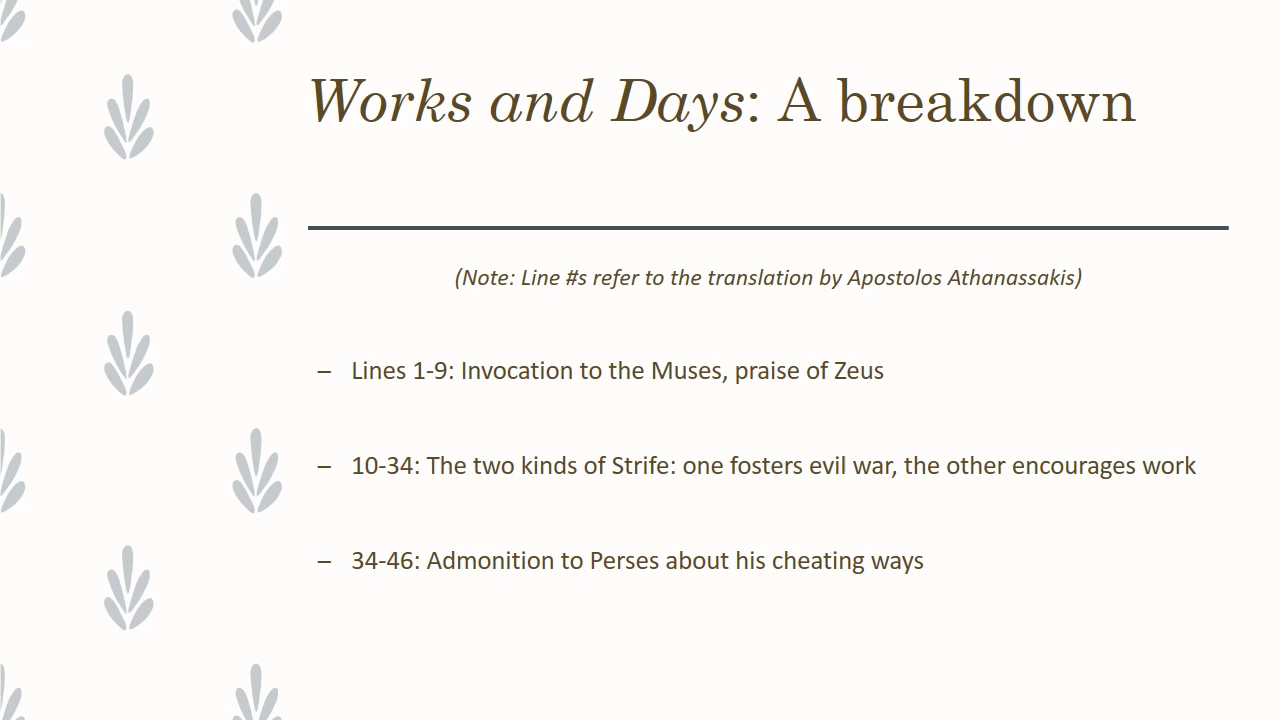 Works and Days: A breakdown
(Note: Line #s refer to the translation by Apostolos Athanassakis)
– Lines 1-9: Invocation to the Muses, praise of Zeus
– 10-34: The two kinds of Strife: one fosters evil war, the other encourages work
– 34-46: Admonition to Perses about his cheating ways